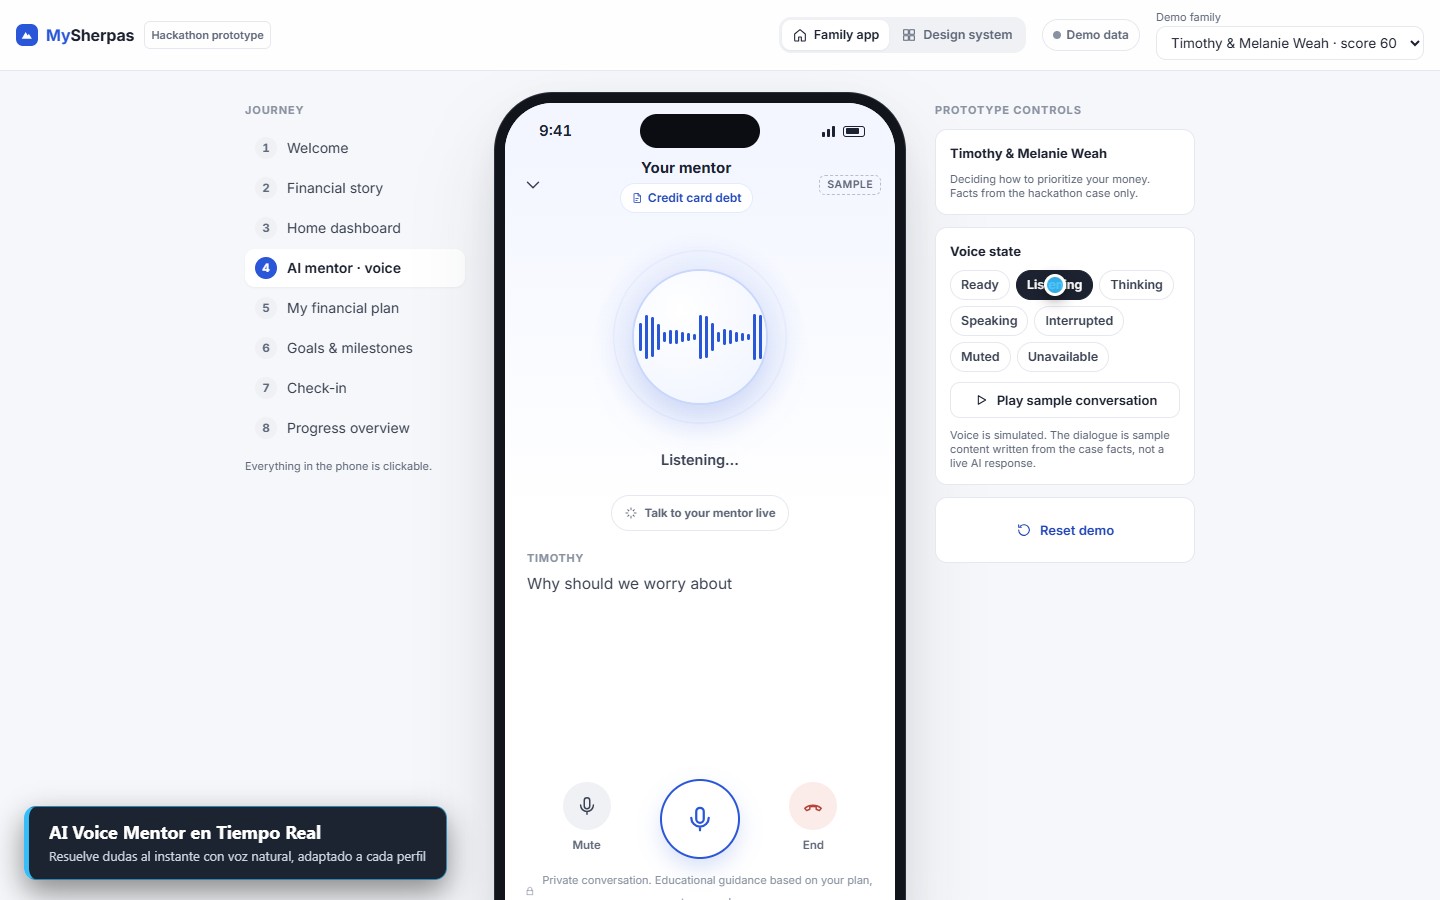 MySherpas
Hackathon prototype
Family app
Design system
Demo data
Demo family
Timothy & Melanie Weah · score 60
JOURNEY
1 Welcome
2 Financial story
3 Home dashboard
4 AI mentor · voice
5 My financial plan
6 Goals & milestones
7 Check-in
8 Progress overview
Everything in the phone is clickable.
9:41
Your mentor
Credit card debt
SAMPLE
Listening...
Talk to your mentor live
TIMOTHY
Why should we worry about
Mute
End
Private conversation. Educational guidance based on your plan,
PROTOTYPE CONTROLS
Timothy & Melanie Weah
Deciding how to prioritize your money.
Facts from the hackathon case only.
Voice state
Ready
Listening
Thinking
Speaking
Interrupted
Muted
Unavailable
Play sample conversation
Voice is simulated. The dialogue is sample
content written from the case facts, not a
live AI response.
Reset demo
AI Voice Mentor en Tiempo Real
Resuelve dudas al instante con voz natural, adaptado a cada perfil